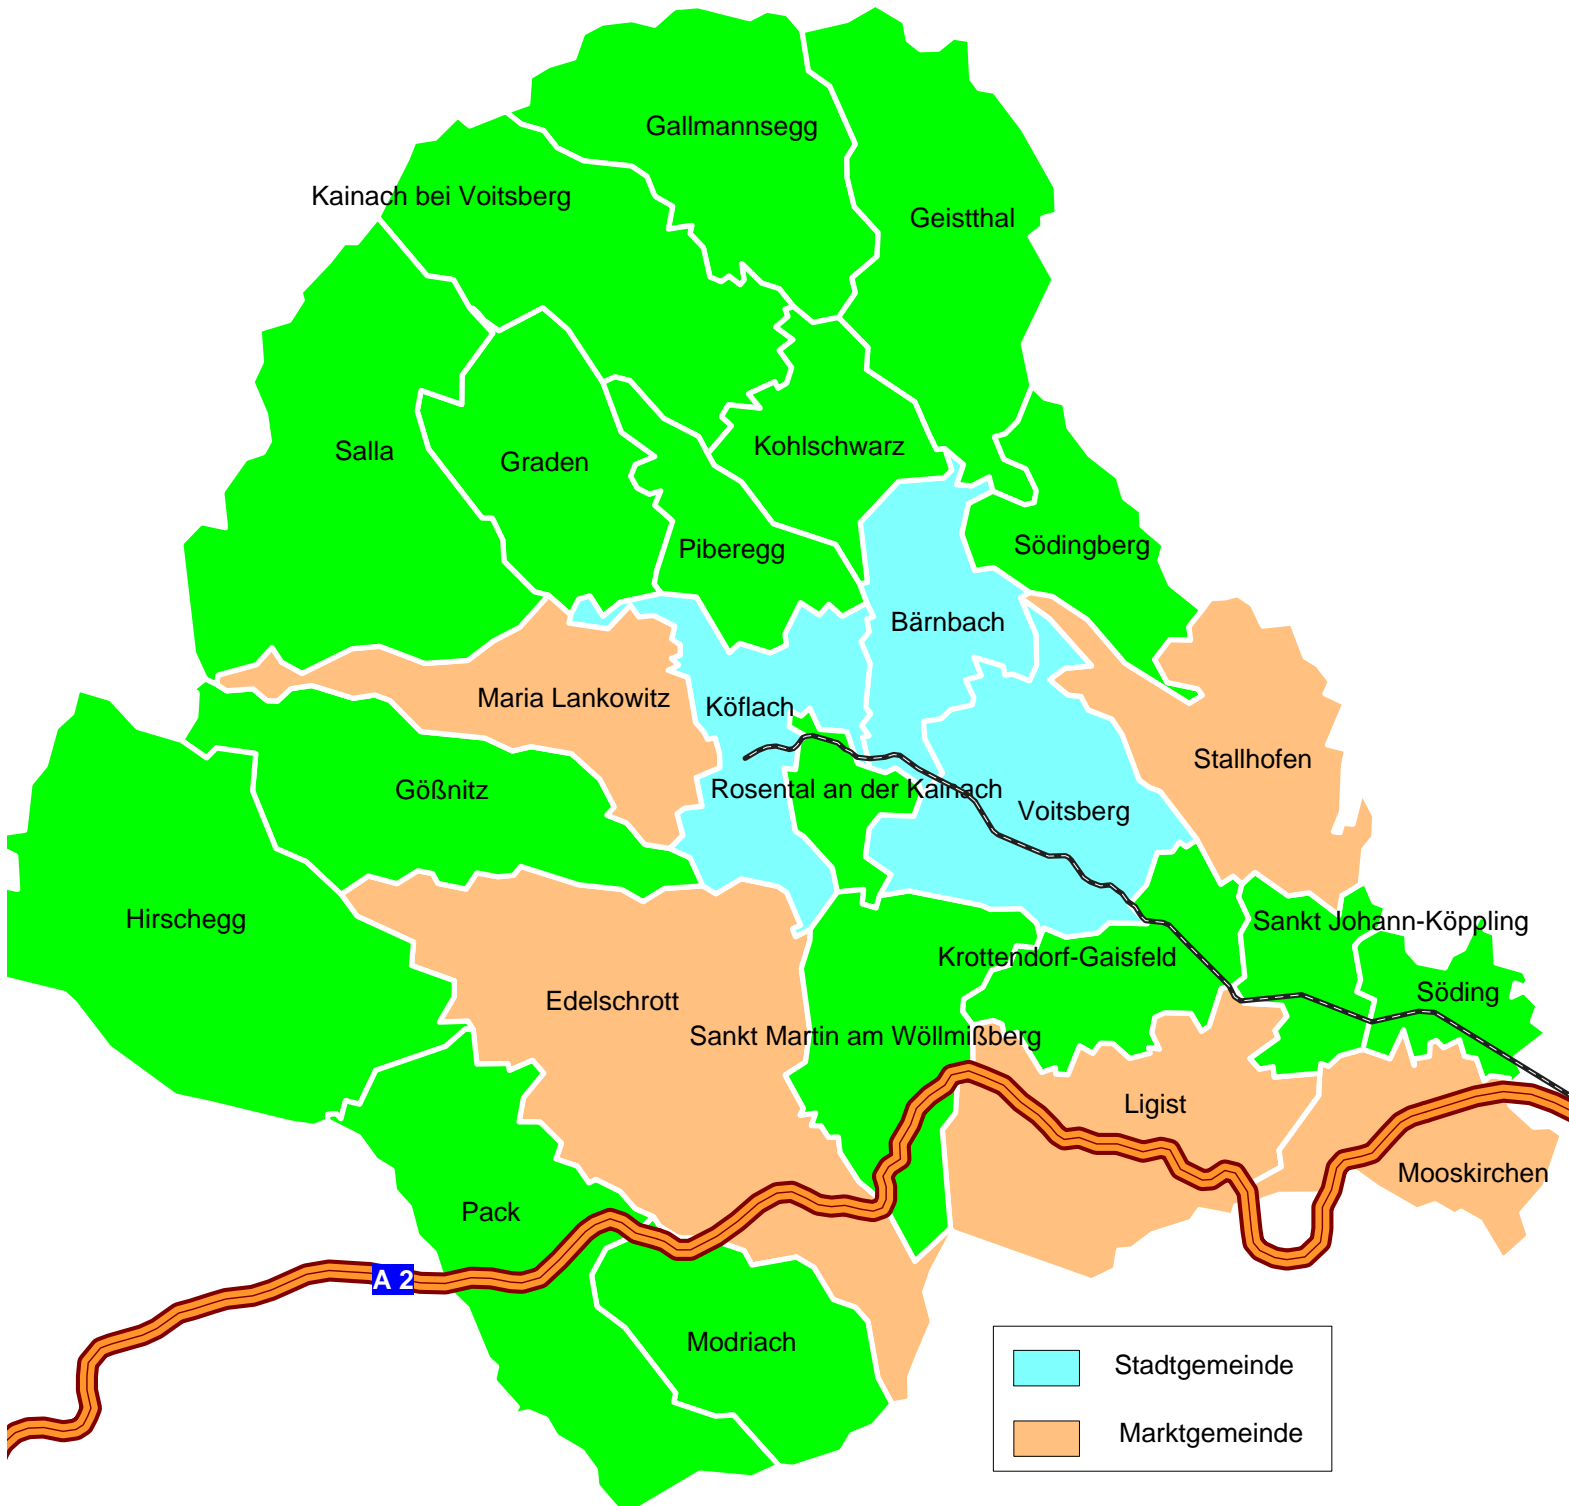 Gallmannsegg
Kainach bei Voitsberg
Geistthal
Salla
Graden
Kohlschwarz
Piberegg
Södingberg
Bärnbach
Maria Lankowitz
Köflach
Stallhofen
Gößnitz
Rosental an der Kainach
Voitsberg
Hirschegg
Sankt Johann-Köppling
Krottendorf-Gaisfeld
Edelschrott
Söding
Sankt Martin am Wöllmißberg
Ligist
Mooskirchen
Pack
A 2
Modriach
Stadtgemeinde
Marktgemeinde